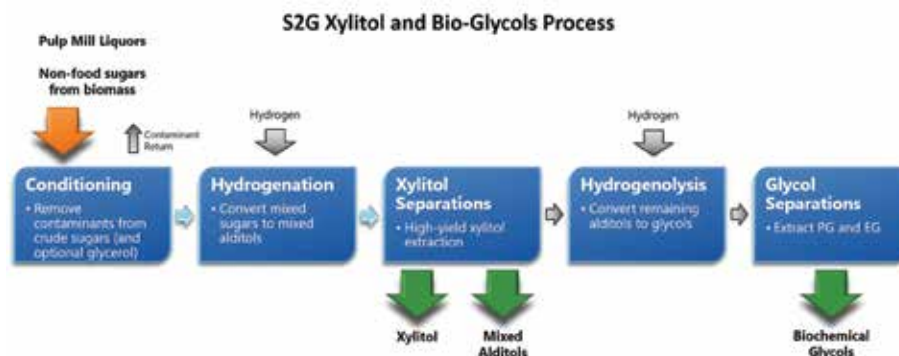 S2G Xylitol and Bio-Glycols Process
Pulp Mill Liquors
Non-food sugars
from biomass
Contaminant
Return
Hydrogen
Hydrogen
Conditioning
• Remove
contaminants from
crude sugars (and
optional glycerol)
Hydrogenation
• Convert mixed
sugars to mixed
alditols
Xylitol
Separations
• High-yield xylitol
extraction
Hydrogenolysis
• Convert remaining
alditols to glycols
Glycol
Separations
• Extract PG and EG
Xylitol
Mixed
Alditols
Biochemical
Glycols